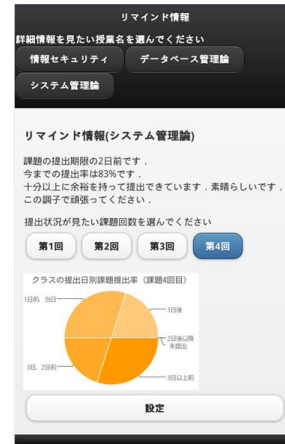 リマインド情報
詳細情報を見たい授業名を選んでください
情報セキュリティ
データベース管理論
システム管理論
リマインド情報(システム管理論)
課題の提出期限の2日前です．
今までの提出率は83%です．
十分以上に余裕を持って提出できています．素晴らしいです．
この調子で頑張ってください．
提出状況が見たい課題回数を選んでください
第1回
第2回
第3回
第4回
クラスの提出日別課題提出率（課題4回目）
1日前、当日
1日後
2日後以降
未提出
3日、2日前
3日以上前
設定